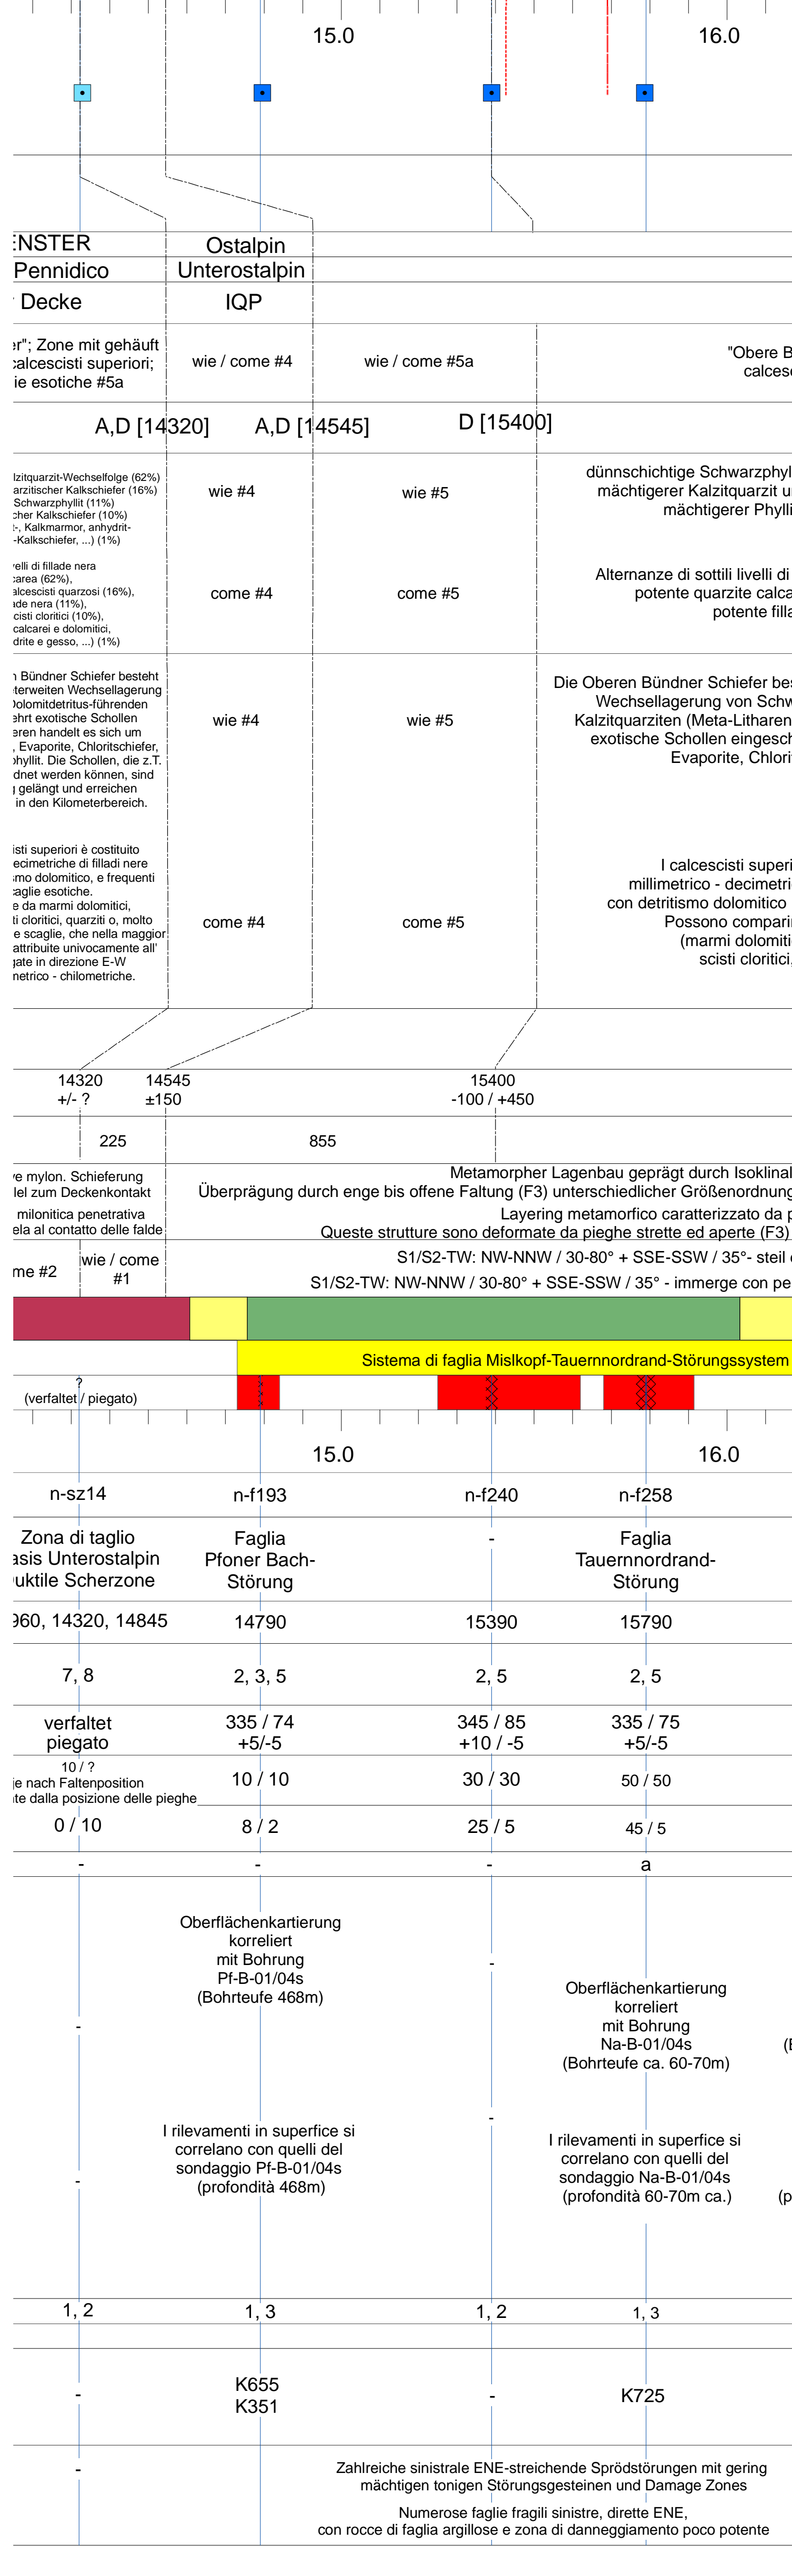 15.0 16.0
ENSTER
Ostalpin
Pennidico
Unterostalpin
Decke
IQP
er"; Zone mit gehäuft
calcescisti superiori;
ie esotiche #5a
wie / come #4
wie / come #5a
"Obere B
calces
A,D [14320] A,D [14545] D [15400]
lzitquarzit-Wechselfolge (62%)
arzitischer Kalkschiefer (16%)
Schwarzphyllit (11%)
cher Kalkschiefer (10%)
t-, Kalkmarmor, anhydrit-
-Kalkschiefer, ...) (1%)
wie #4
wie #5
dünnschichtige Schwarzphyl
mächtigerer Kalzitquarzit u
mächtigerer Phylli
velli di fillade nera
carea (62%),
alcescisti quarzosi (16%),
ade nera (11%),
cisti cloritici (10%),
calcarei e dolomitici,
drite e gesso, ...) (1%)
come #4
come #5
Alternanze di sottili livelli di
potente quarzite calca
potente filla
n Bündner Schiefer besteht
eterweiten Wechsellagerung
Dolomitdetritus-führenden
ehrt exotische Schollen
eren handelt es sich um
, Evaporite, Chloritschiefer,
phyllit. Die Schollen, die z.T.
dnet werden können, sind
g gelängt und erreichen
in den Kilometerbereich.
wie #4
wie #5
Die Oberen Bündner Schiefer bes
Wechsellagerung von Schw
Kalzitquarziten (Meta-Litharen
exotische Schollen eingesch
Evaporite, Chlori
isti superiori è costituito
ecimetriche di filladi nere
smo dolomitico, e frequenti
caglie esotiche.
e da marmi dolomitici,
ti cloritici, quarziti o, molto
e scaglie, che nella maggior
attribuite univocamente all'
gate in direzione E-W
metrico - chilometriche.
come #4
come #5
I calcescisti superi
millimetrico - decimetri
con detritismo dolomitico
Possono comparin
(marmi dolomiti
scisti cloritici,
14320
+/- ?
14545
±150
15400
-100 / +450
225 855
ve mylon. Schieferung
lel zum Deckenkontakt
milonitica penetrativa
ela al contatto delle falde
Metamorpher Lagenbau geprägt durch Isoklinal
Überprägung durch enge bis offene Faltung (F3) unterschiedlicher Größenordnung
Layering metamorfico caratterizzato da p
Queste strutture sono deformate da pieghe strette ed aperte (F3)
me #2
wie / come
#1
S1/S2-TW: NW-NNW / 30-80° + SSE-SSW / 35°- steil
S1/S2-TW: NW-NNW / 30-80° + SSE-SSW / 35° - immerge con pe
Sistema di faglia Mislkopf-Tauernnordrand-Störungssystem
?
(verfaltet / piegato)
15.0 16.0
n-sz14 n-f193 n-f240 n-f258
Zona di taglio
asis Unterostalpin
uktile Scherzone
Faglia
Pfoner Bach-
Störung
-
Faglia
Tauernnordrand-
Störung
960, 14320, 14845 14790 15390 15790
7, 8 2, 3, 5 2, 5 2, 5
verfaltet
piegato
335 / 74
+5/-5
345 / 85
+10 / -5
335 / 75
+5/-5
10 / ?
je nach Faltenposition
te dalla posizione delle pieghe
10 / 10 30 / 30 50 / 50
0 / 10 8 / 2 25 / 5 45 / 5
- - - a
Oberflächenkartierung
korreliert
mit Bohrung
Pf-B-01/04s
(Bohrteufe 468m)
-
Oberflächenkartierung
korreliert
mit Bohrung
Na-B-01/04s
(Bohrteufe ca. 60-70m)
-
I rilevamenti in superfice si
correlano con quelli del
sondaggio Pf-B-01/04s
(profondità 468m)
-
I rilevamenti in superfice si
correlano con quelli del
sondaggio Na-B-01/04s
(profondità 60-70m ca.)
(p
-
1, 2 1, 3 1, 2 1, 3
-
K655
K351
-
K725
-
Zahlreiche sinistrale ENE-streichende Sprödstörungen mit gering
mächtigen tonigen Störungsgesteinen und Damage Zones
Numerose faglie fragili sinistre, dirette ENE,
con rocce di faglia argillose e zona di danneggiamento poco potente